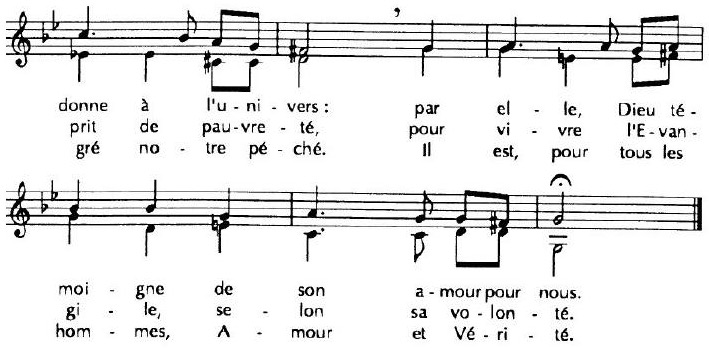 donne à l'u - ni - vers : par el - le, Dieu té -
prit de pau - vre - té, pour vi - vre l'E - van -
gré no - tre pé - ché. Il est, pour tous les
moi - gne de son a - mour pour nous.
gi - le, se - lon sa vo - lon - té.
hom - mes, A - mour et Vé - ri - té.